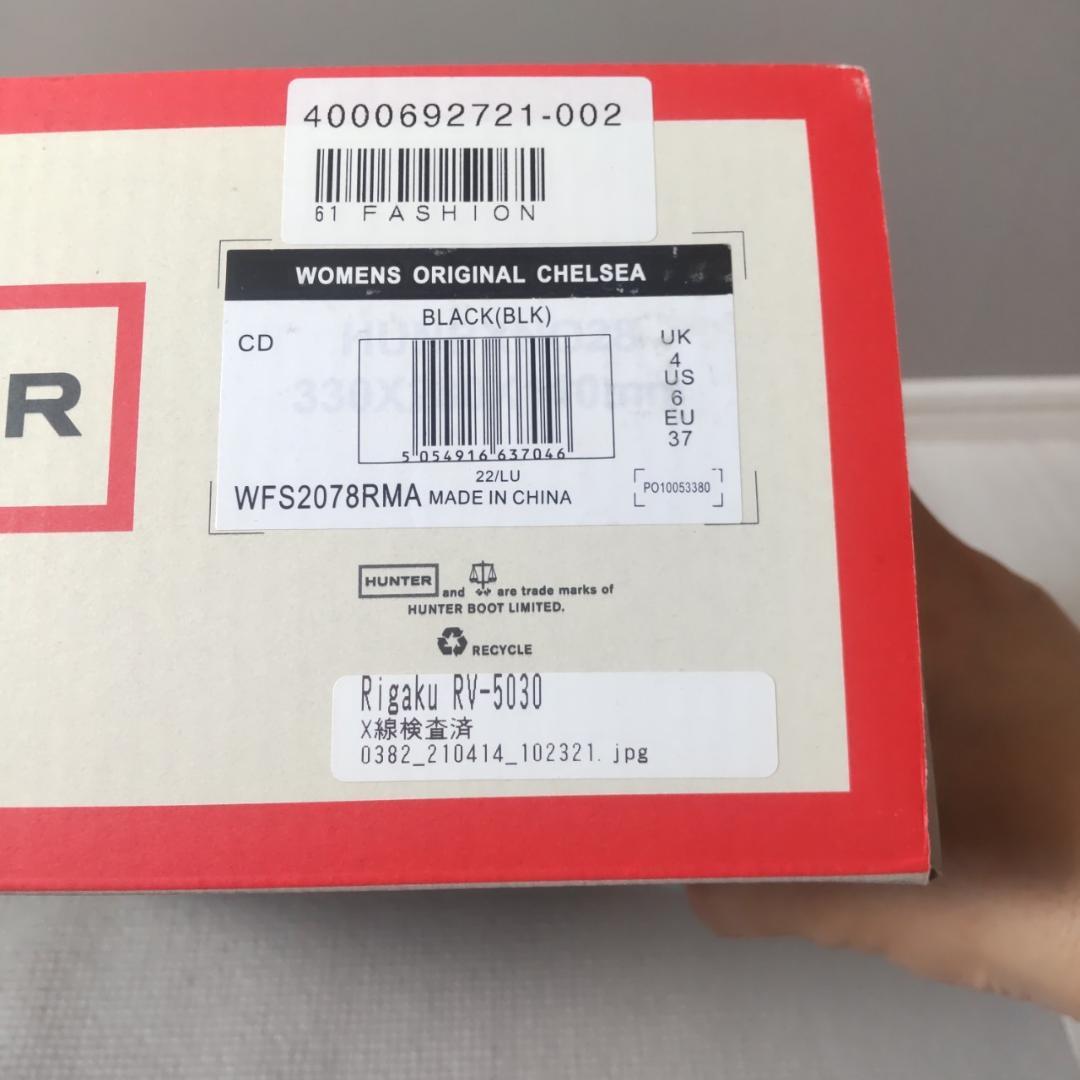 4000692721-002
61 FASHION
WOMENS ORIGINAL CHELSEA
BLACK(BLK)
CD
UK
4
US
6
EU
37
5 054916 637046
22/LU
WFS2078RMA MADE IN CHINA
PO10053380
R
HUNTER and are trade marks of
HUNTER BOOT LIMITED.
RECYCLE
Rigaku RV-5030
X線検査済
0382_210414_102321.jpg